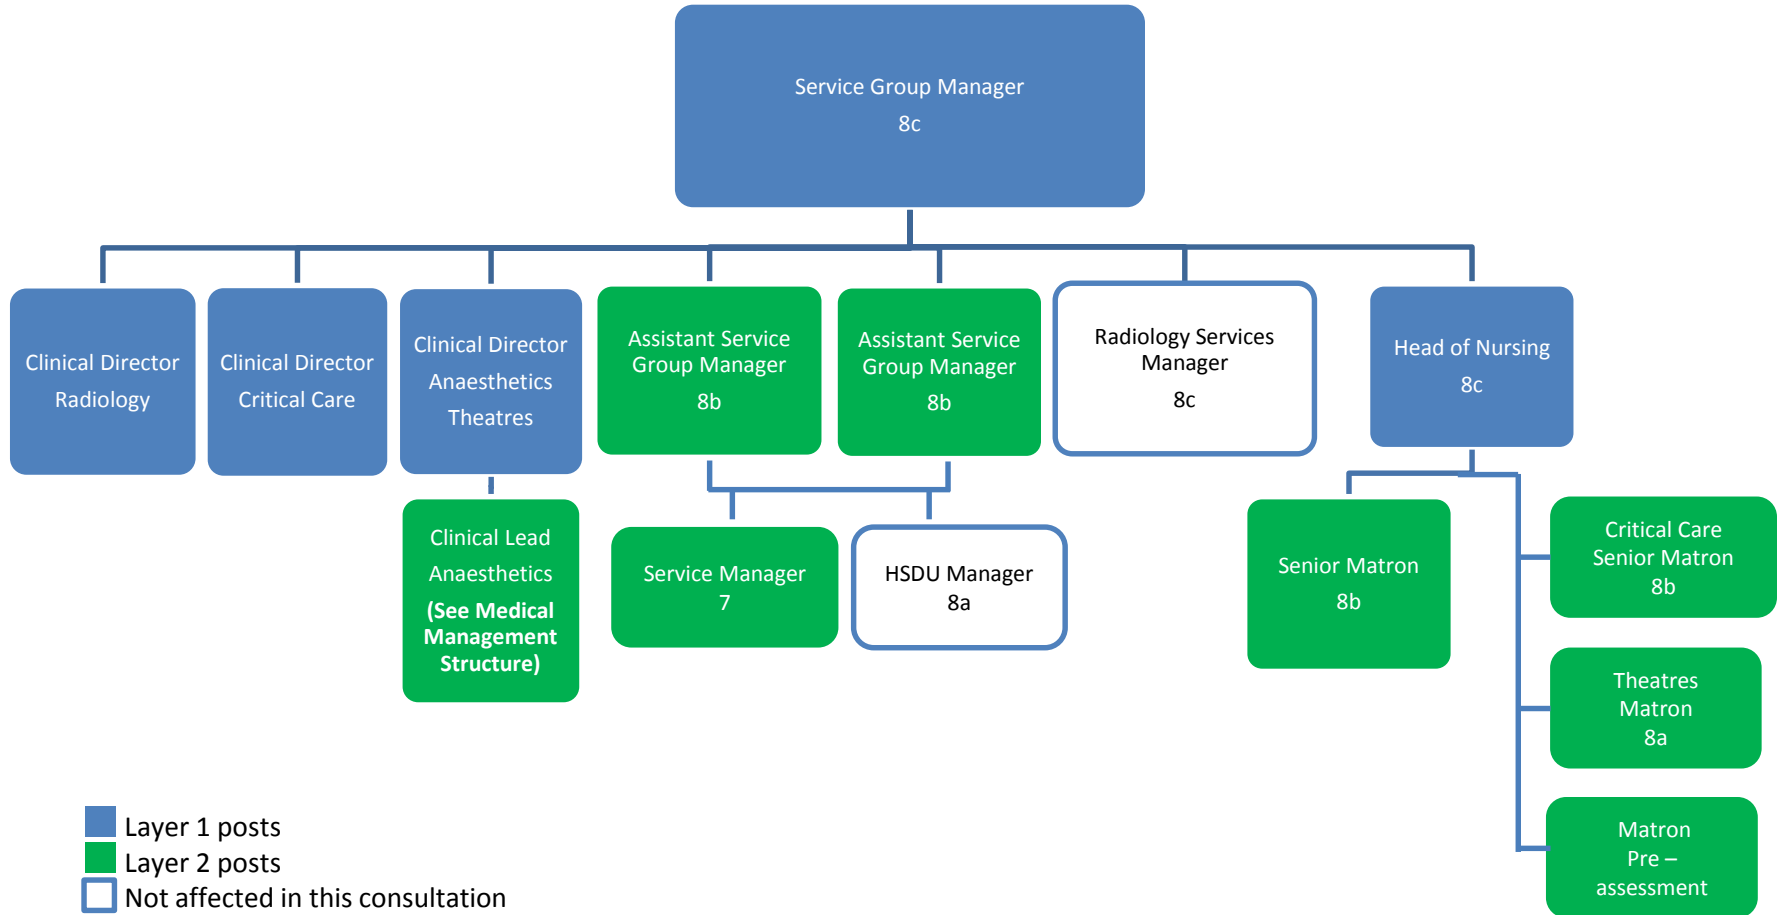 Service Group Manager
8c
Clinical Director
Radiology
Clinical Director
Critical Care
Clinical Director
Anaesthetics
Theatres
Assistant Service
Group Manager
8b
Assistant Service
Group Manager
8b
Radiology Services
Manager
8c
Head of Nursing
8c
Clinical Lead
Anaesthetics
(See Medical
Management
Structure)
Service Manager
7
HSDU Manager
8a
Senior Matron
8b
Critical Care
Senior Matron
8b
Theatres
Matron
8a
Matron
Pre –
assessment
Layer 1 posts
Layer 2 posts
Not affected in this consultation